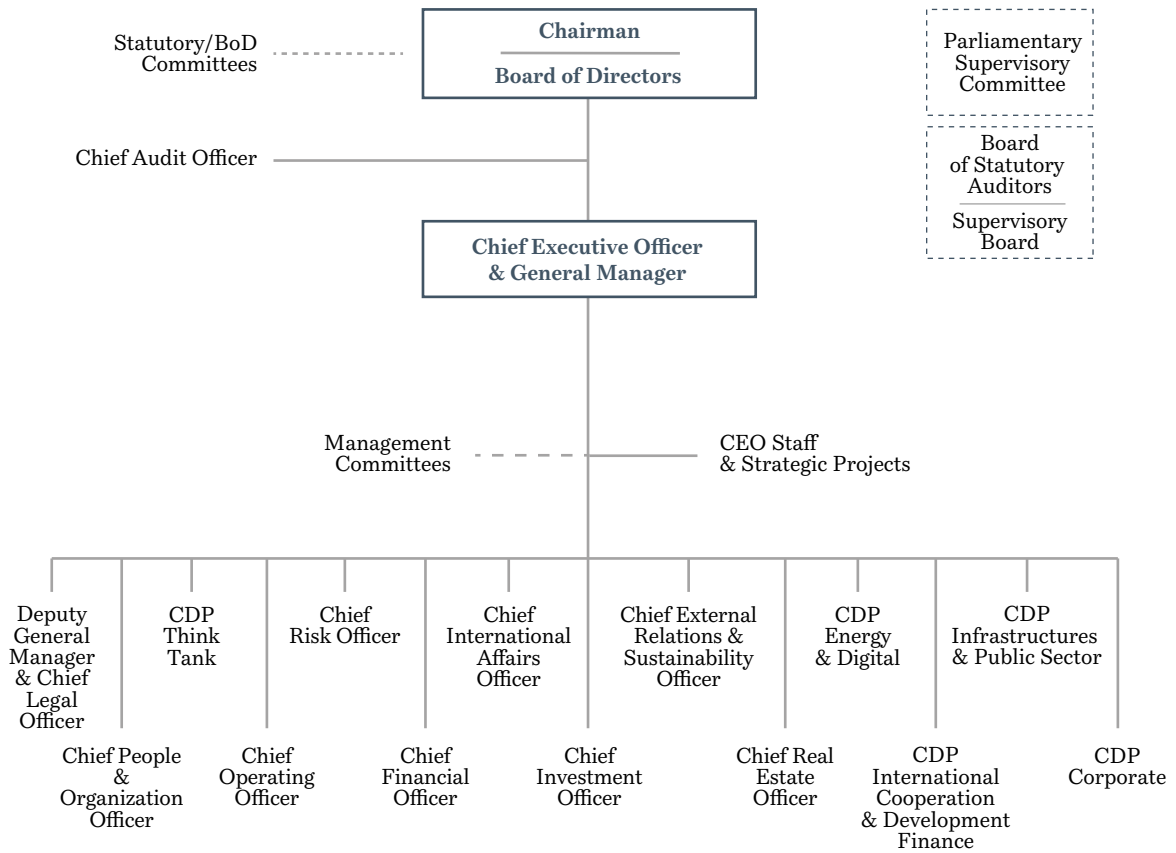 Chairman
Board of Directors
Statutory/BoD
Committees
Parliamentary
Supervisory
Committee
Chief Audit Officer
Board
of Statutory
Auditors
Supervisory
Board
Chief Executive Officer
& General Manager
Management
Committees
CEO Staff
& Strategic Projects
Deputy
General
Manager
& Chief
Legal
Officer
CDP
Think
Tank
Chief
Risk Officer
Chief
International
Affairs
Officer
Chief External
Relations &
Sustainability
Officer
CDP
Energy
& Digital
CDP
Infrastructures
& Public Sector
Chief People
&
Organization
Officer
Chief
Operating
Officer
Chief
Financial
Officer
Chief
Investment
Officer
Chief Real
Estate
Officer
CDP
International
Cooperation
& Development
Finance
CDP
Corporate